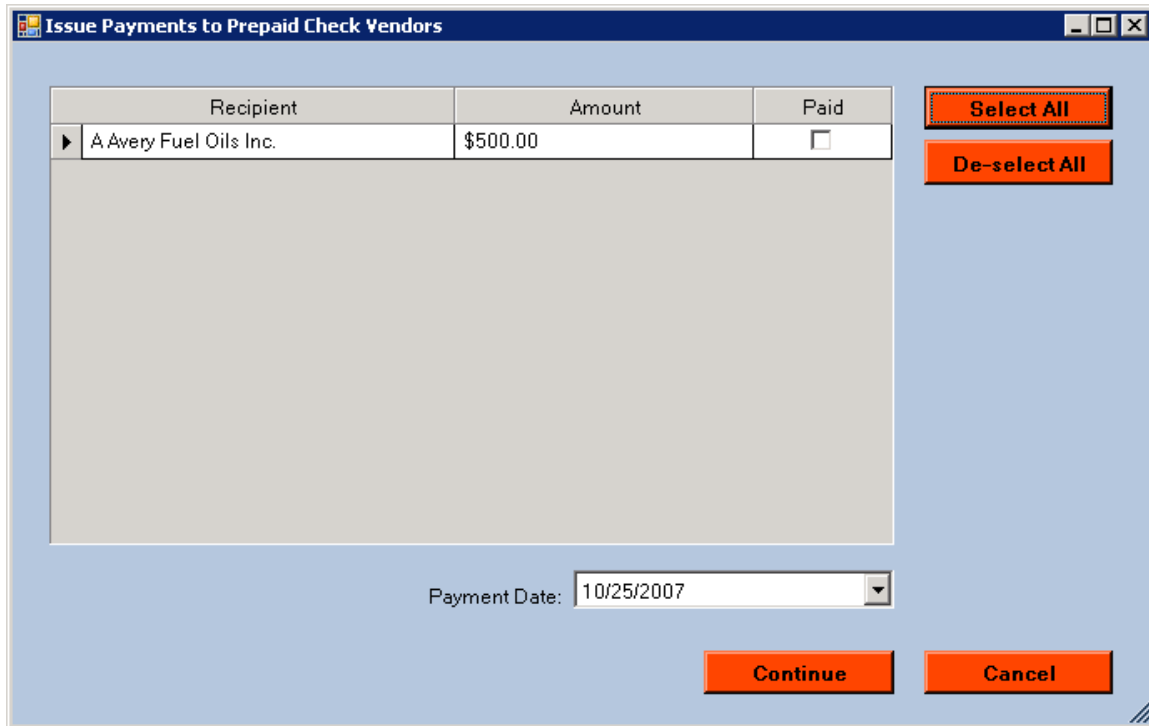 Issue Payments to Prepaid Check Vendors
Recipient Amount Paid
A Avery Fuel Oils Inc. $500.00
Select All
De-select All
Payment Date: 10/25/2007
Continue Cancel